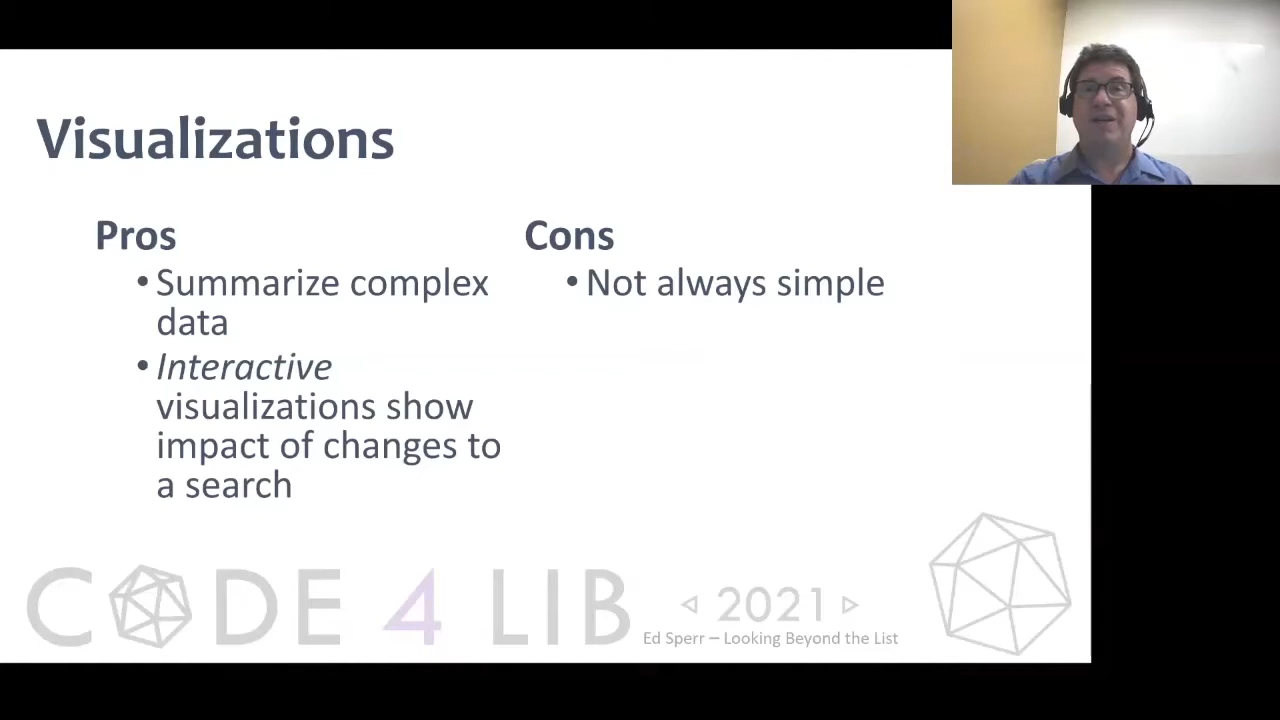 Visualizations
Pros
• Summarize complex
data
• Interactive
visualizations show
impact of changes to
a search
Cons
• Not always simple
CODE 4 LIB
2021
Ed Sperr – Looking Beyond the List